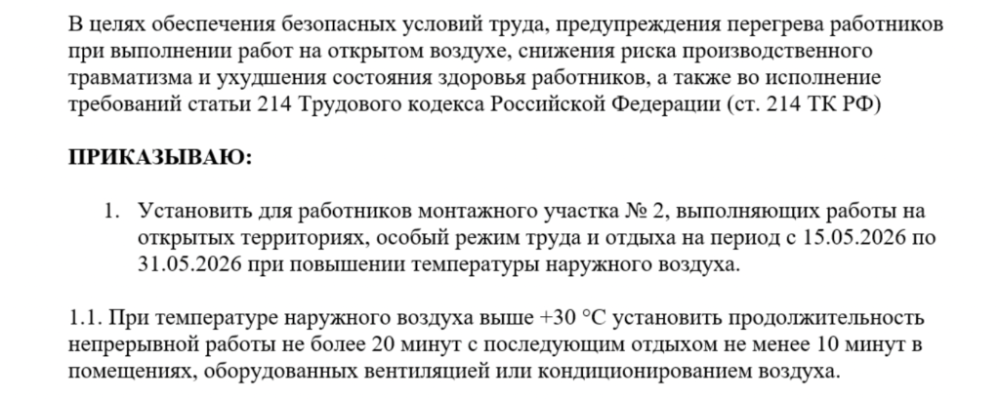 В целях обеспечения безопасных условий труда, предупреждения перегрева работников
при выполнении работ на открытом воздухе, снижения риска производственного
травматизма и ухудшения состояния здоровья работников, а также во исполнение
требований статьи 214 Трудового кодекса Российской Федерации (ст. 214 ТК РФ)
ПРИКАЗЫВАЮ:
1. Установить для работников монтажного участка № 2, выполняющих работы на
открытых территориях, особый режим труда и отдыха на период с 15.05.2026 по
31.05.2026 при повышении температуры наружного воздуха.
1.1. При температуре наружного воздуха выше +30 °C установить продолжительность
непрерывной работы не более 20 минут с последующим отдыхом не менее 10 минут в
помещениях, оборудованных вентиляцией или кондиционированием воздуха.